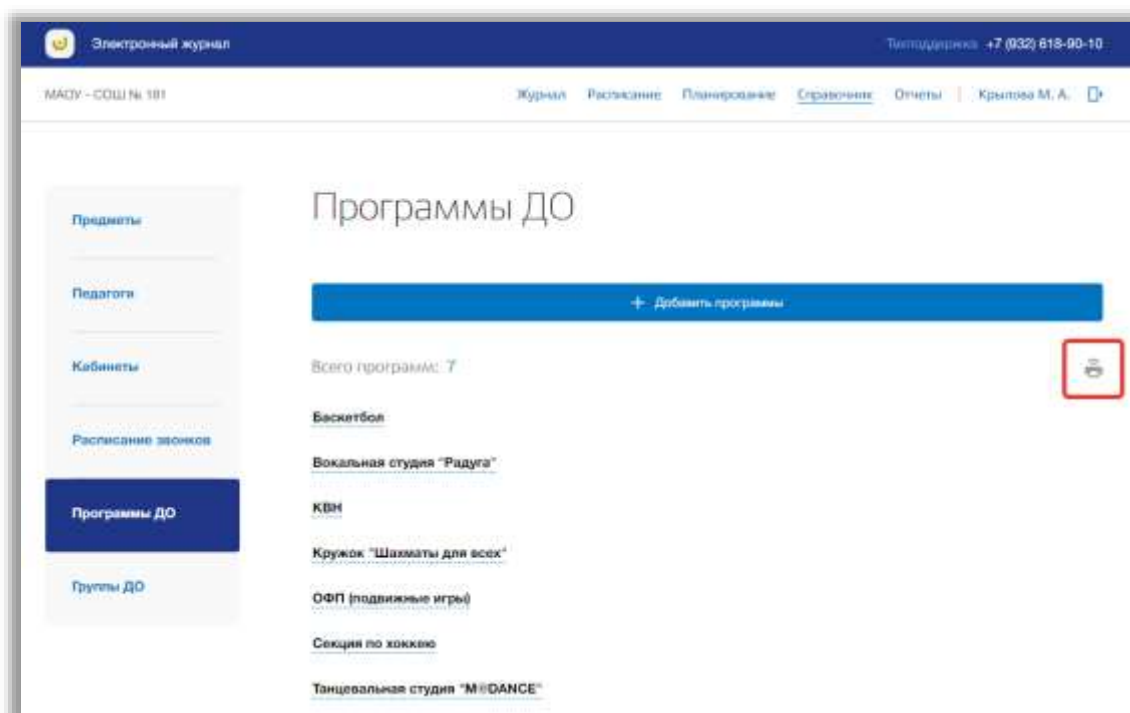 Электронный журнал
Техподдержка +7 (932) 618-90-10
МАОУ – СОШ № 181
Журнал Расписание Планирование Справочник Отчеты Крылова М. А.
Программы ДО
Предметы
Педагоги
Кабинеты
Расписание звонков
Программы ДО
Группы ДО
+ Добавить программы
Всего программ: 7
Баскетбол
Вокальная студия "Радуга"
КВН
Кружок "Шахматы для всех"
ОФП (подвижные игры)
Секция по хоккею
Танцевальная студия "M@DANCE"